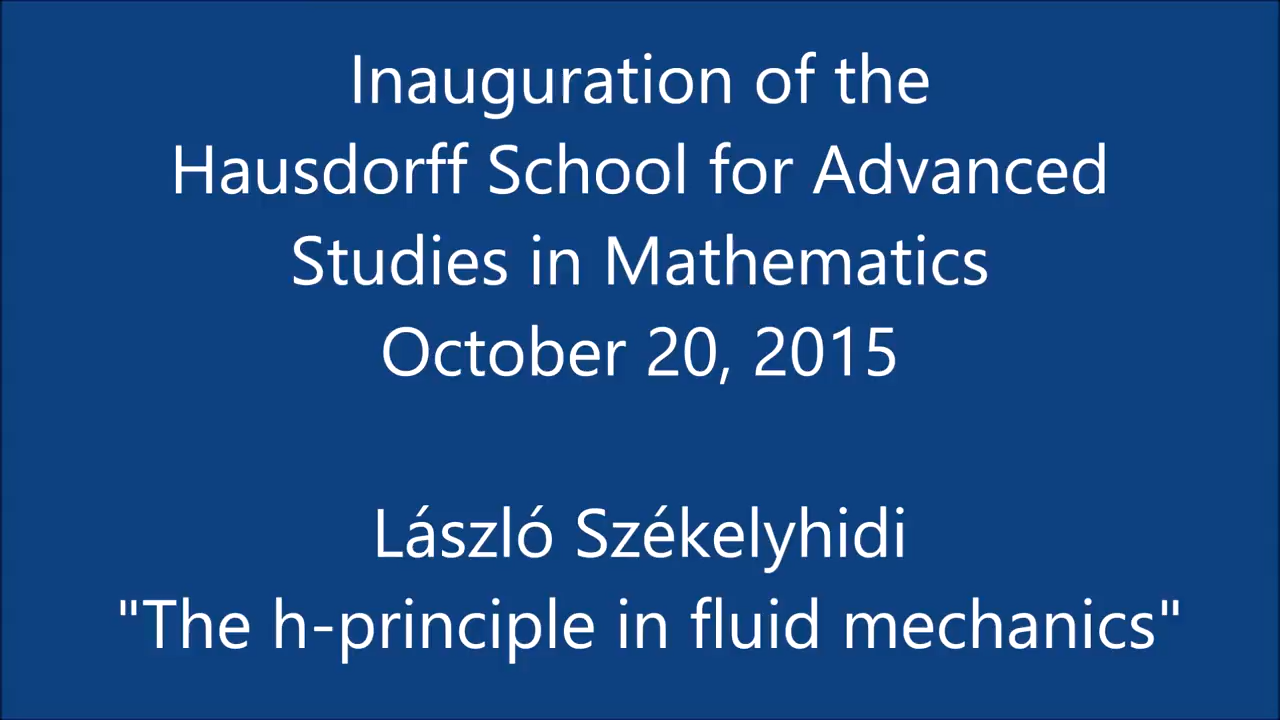 Inauguration of the
Hausdorff School for Advanced
Studies in Mathematics
October 20, 2015
László Székelyhidi
"The h-principle in fluid mechanics"